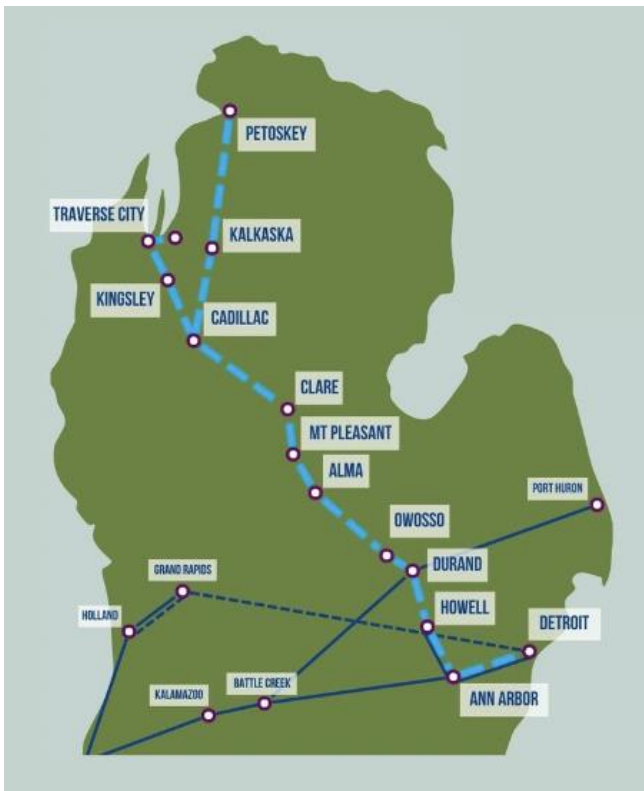 PETOSKEY
TRAVERSE CITY
KALKASKA
KINGSLEY
CADILLAC
CLARE
MT PLEASANT
ALMA
PORT HURON
OWOSSO
DURAND
GRAND RAPIDS
HOWELL
HOLLAND
DETROIT
BATTLE CREEK
KALAMAZOO
ANN ARBOR